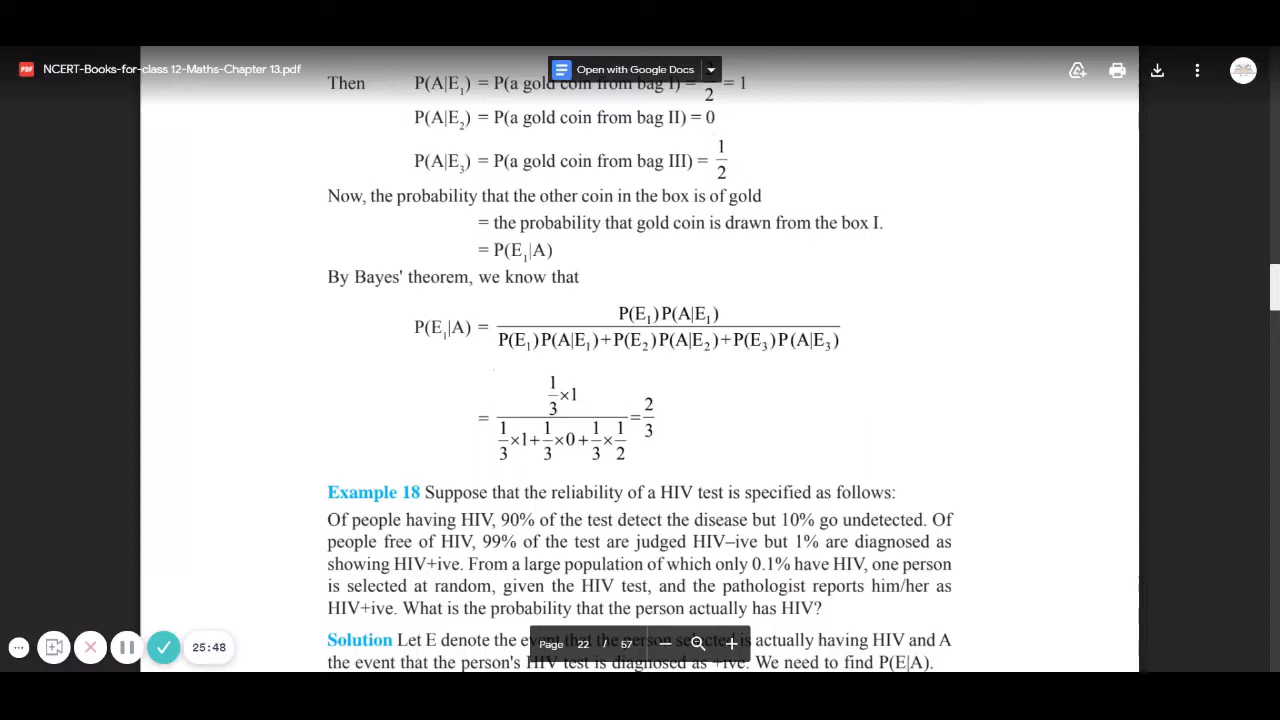 NCERT-Books-for-class 12-Maths-Chapter 13.pdf
Open with Google Docs
Then P(A|E1) = P(a gold coin from bag I) = 2/2 = 1
P(A|E2) = P(a gold coin from bag II) = 0
P(A|E3) = P(a gold coin from bag III) = 1/2
Now, the probability that the other coin in the box is of gold
= the probability that gold coin is drawn from the box I.
= P(E1|A)
By Bayes' theorem, we know that
P(E1|A) = P(E1)P(A|E1) / P(E1)P(A|E1)+P(E2)P(A|E2)+P(E3)P(A|E3)
= 1/3×1 / 1/3×1+1/3×0+1/3×1/2 = 2/3
Example 18 Suppose that the reliability of a HIV test is specified as follows:
Of people having HIV, 90% of the test detect the disease but 10% go undetected. Of
people free of HIV, 99% of the test are judged HIV–ive but 1% are diagnosed as
showing HIV+ive. From a large population of which only 0.1% have HIV, one person
is selected at random, given the HIV test, and the pathologist reports him/her as
HIV+ive. What is the probability that the person actually has HIV?
Solution Let E denote the event that the person selected is actually having HIV and A
the event that the person's HIV test is diagnosed as +ive. We need to find P(E|A).
Page 22 / 57
25:48